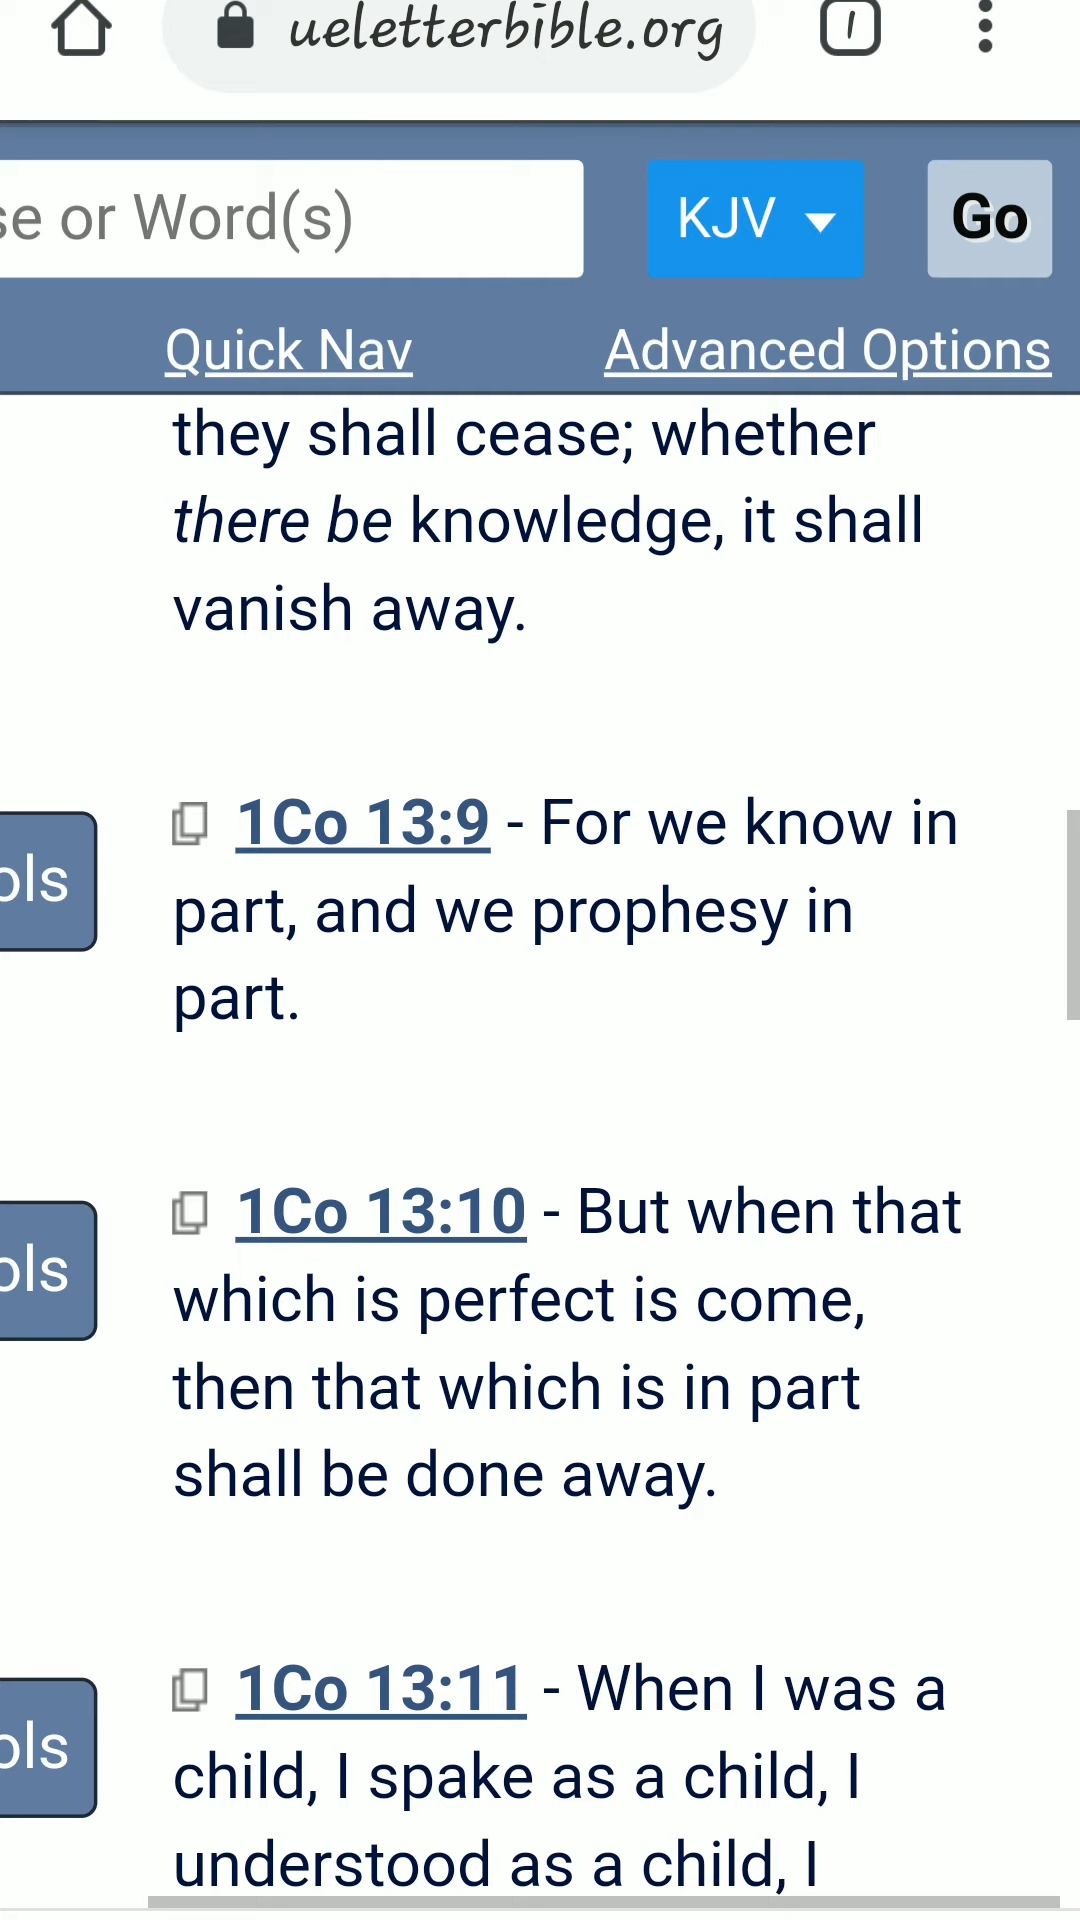 ueletterbible.org
se or Word(s) KJV Go
Quick Nav Advanced Options
they shall cease; whether
there be knowledge, it shall
vanish away.
ols 1Co 13:9 - For we know in
part, and we prophesy in
part.
ols 1Co 13:10 - But when that
which is perfect is come,
then that which is in part
shall be done away.
ols 1Co 13:11 - When I was a
child, I spake as a child, I
understood as a child, I